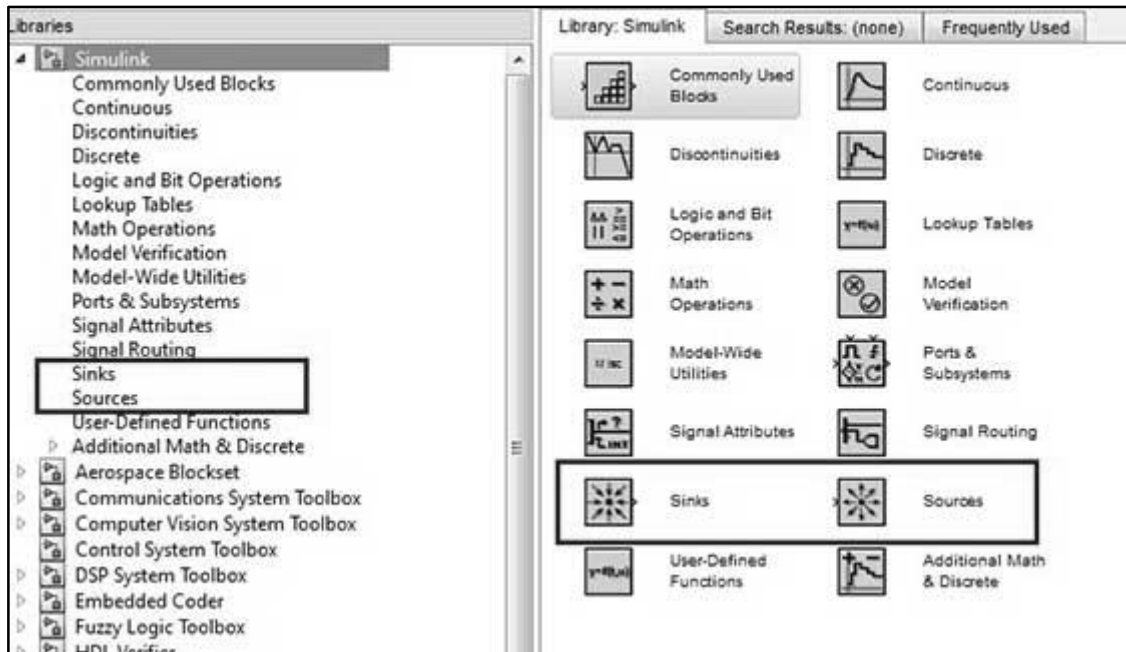 Libraries
Simulink
Commonly Used Blocks
Continuous
Discontinuities
Discrete
Logic and Bit Operations
Lookup Tables
Math Operations
Model Verification
Model-Wide Utilities
Ports & Subsystems
Signal Attributes
Signal Routing
Sinks
Sources
User-Defined Functions
Additional Math & Discrete
Aerospace Blockset
Communications System Toolbox
Computer Vision System Toolbox
Control System Toolbox
DSP System Toolbox
Embedded Coder
Fuzzy Logic Toolbox
HDL Verifier
Library: Simulink
Search Results: (none)
Frequently Used
Commonly Used
Blocks
Continuous
Discontinuities
Discrete
Logic and Bit
Operations
Lookup Tables
Math
Operations
Model
Verification
Model-Wide
Utilities
Ports &
Subsystems
Signal Attributes
Signal Routing
Sinks
Sources
User-Defined
Functions
Additional Math
& Discrete